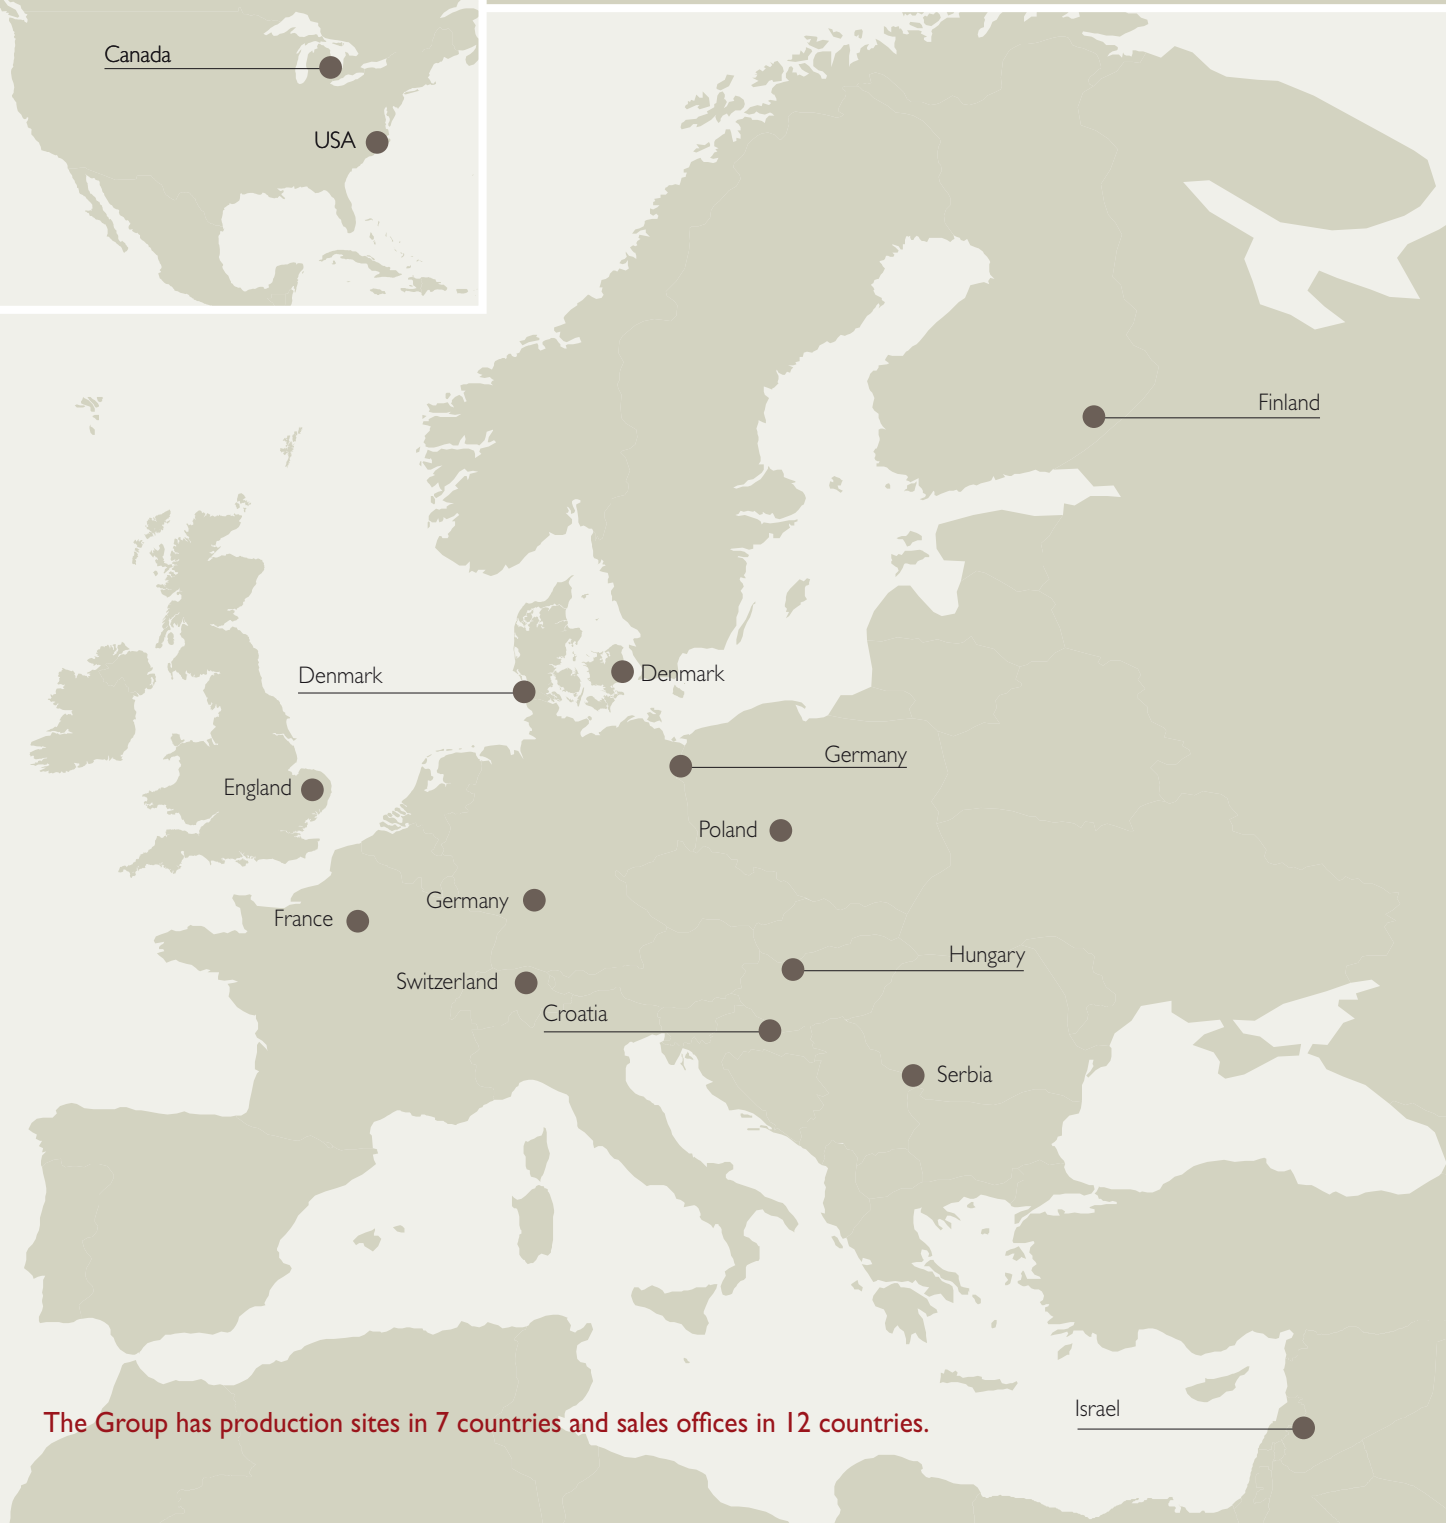 Canada
USA
Finland
Denmark
Denmark
Germany
England
Poland
Germany
France
Hungary
Switzerland
Croatia
Serbia
Israel
The Group has production sites in 7 countries and sales offices in 12 countries.